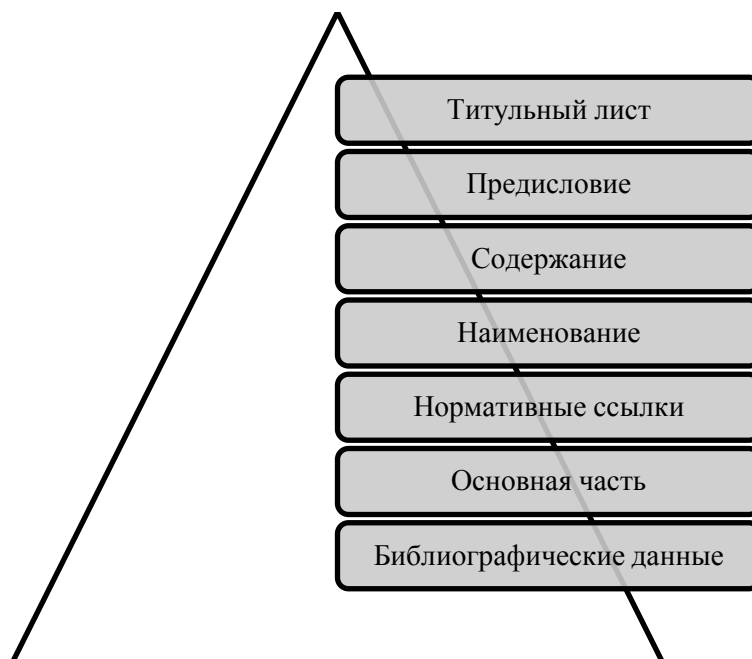 Титульный лист
Предисловие
Содержание
Наименование
Нормативные ссылки
Основная часть
Библиографические данные